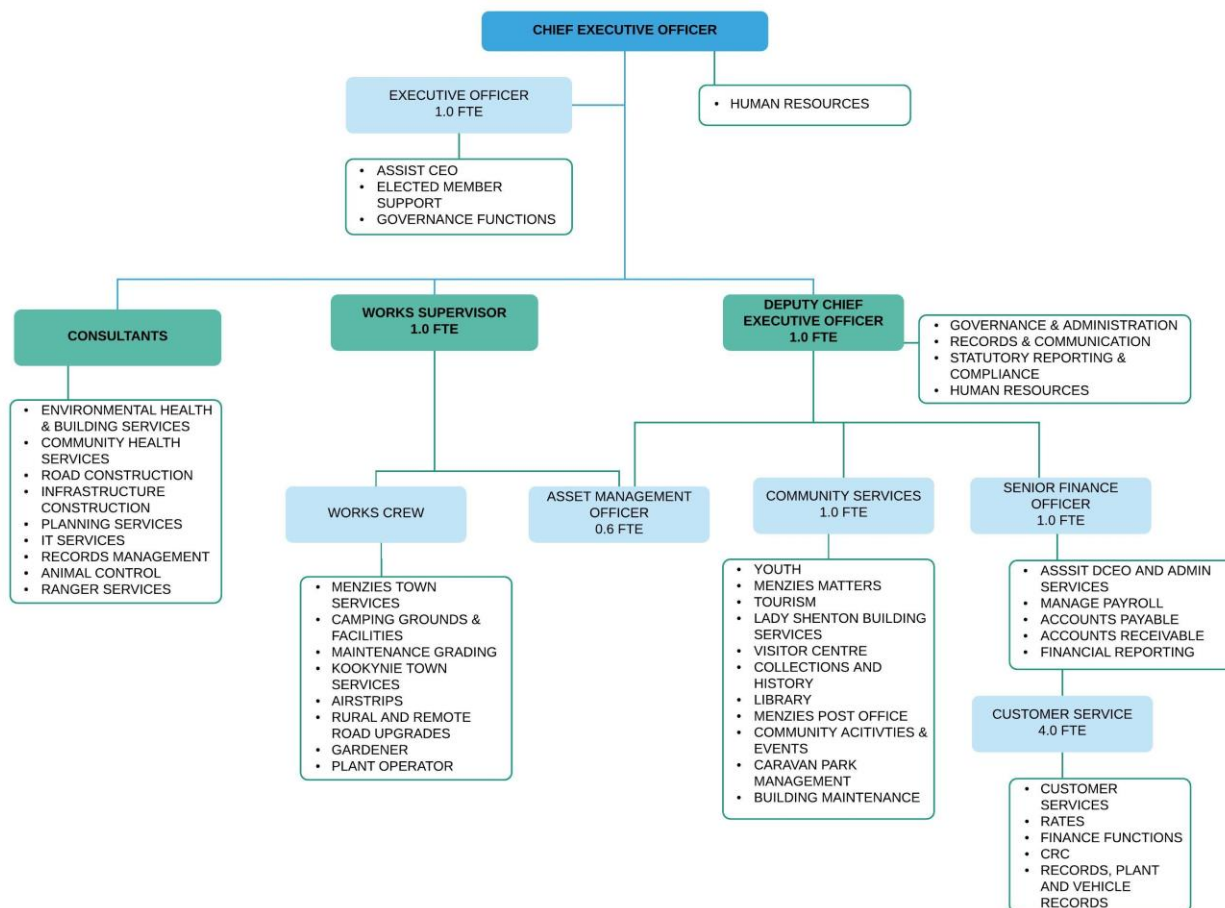 CHIEF EXECUTIVE OFFICER
EXECUTIVE OFFICER
1.0 FTE
• HUMAN RESOURCES
• ASSIST CEO
• ELECTED MEMBER
SUPPORT
• GOVERNANCE FUNCTIONS
CONSULTANTS
WORKS SUPERVISOR
1.0 FTE
DEPUTY CHIEF
EXECUTIVE OFFICER
1.0 FTE
• GOVERNANCE & ADMINISTRATION
• RECORDS & COMMUNICATION
• STATUTORY REPORTING &
COMPLIANCE
• HUMAN RESOURCES
• ENVIRONMENTAL HEALTH
& BUILDING SERVICES
• COMMUNITY HEALTH
SERVICES
• ROAD CONSTRUCTION
• INFRASTRUCTURE
CONSTRUCTION
• PLANNING SERVICES
• IT SERVICES
• RECORDS MANAGEMENT
• ANIMAL CONTROL
• RANGER SERVICES
WORKS CREW
ASSET MANAGEMENT
OFFICER
0.6 FTE
COMMUNITY SERVICES
1.0 FTE
SENIOR FINANCE
OFFICER
1.0 FTE
• MENZIES TOWN
SERVICES
• CAMPING GROUNDS &
FACILITIES
• MAINTENANCE GRADING
• KOOKYNIE TOWN
SERVICES
• AIRSTRIPS
• RURAL AND REMOTE
ROAD UPGRADES
• GARDENER
• PLANT OPERATOR
• YOUTH
• MENZIES MATTERS
• TOURISM
• LADY SHENTON BUILDING
SERVICES
• VISITOR CENTRE
• COLLECTIONS AND
HISTORY
• LIBRARY
• MENZIES POST OFFICE
• COMMUNITY ACITIVTIES &
EVENTS
• CARAVAN PARK
MANAGEMENT
• BUILDING MAINTENANCE
• ASSSIT DCEO AND ADMIN
SERVICES
• MANAGE PAYROLL
• ACCOUNTS PAYABLE
• ACCOUNTS RECEIVABLE
• FINANCIAL REPORTING
CUSTOMER SERVICE
4.0 FTE
• CUSTOMER
SERVICES
• RATES
• FINANCE FUNCTIONS
• CRC
• RECORDS, PLANT
AND VEHICLE
RECORDS